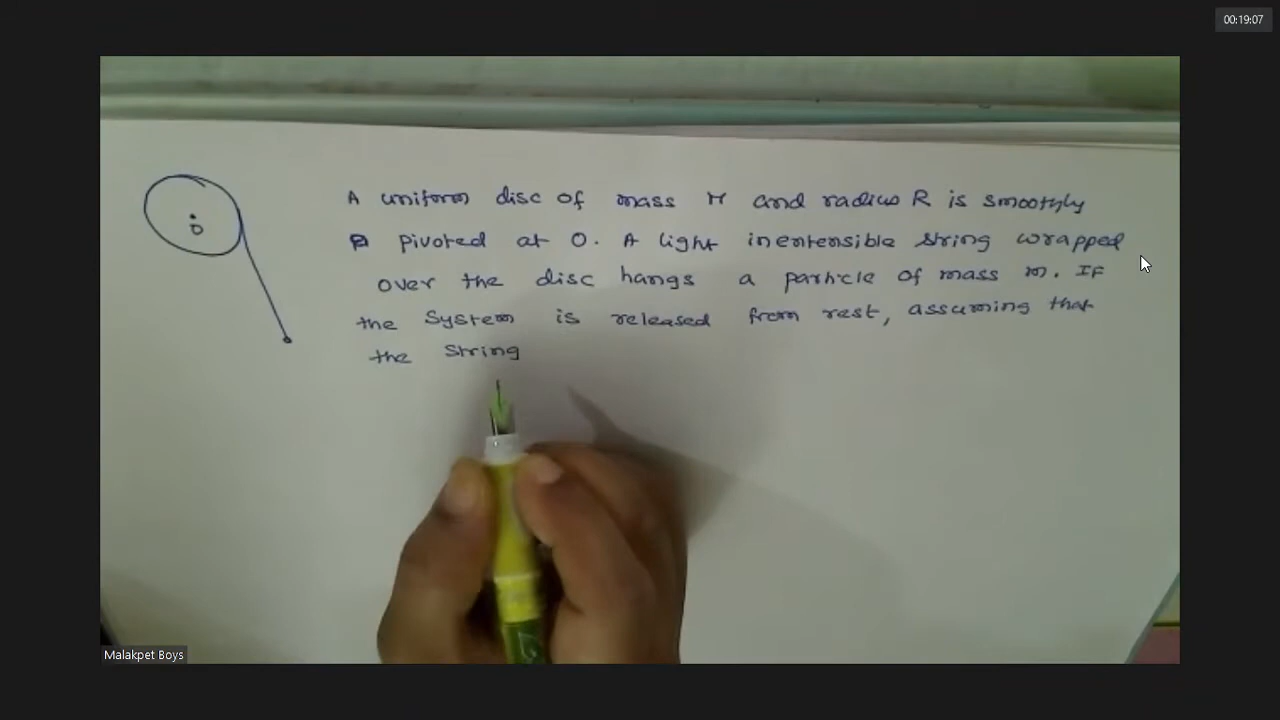 00:19:07
A uniform disc of mass M and radius R is smoothly
pivoted at O. A light inextensible string wrapped
over the disc hangs a particle of mass m. If
the System is released from rest, assuming that
the String
O
Malakpet Boys